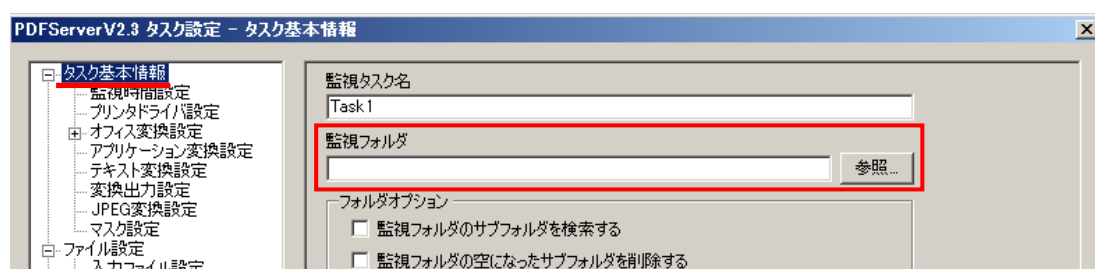 PDFServerV2.3 タスク設定 - タスク基本情報
タスク基本情報
監視時間設定
プリンタドライバ設定
オフィス変換設定
アプリケーション変換設定
テキスト変換設定
変換出力設定
JPEG変換設定
マスク設定
ファイル設定
入力ファイル設定
監視タスク名
Task1
監視フォルダ
参照...
フォルダオプション
監視フォルダのサブフォルダを検索する
監視フォルダの空になったサブフォルダを削除する